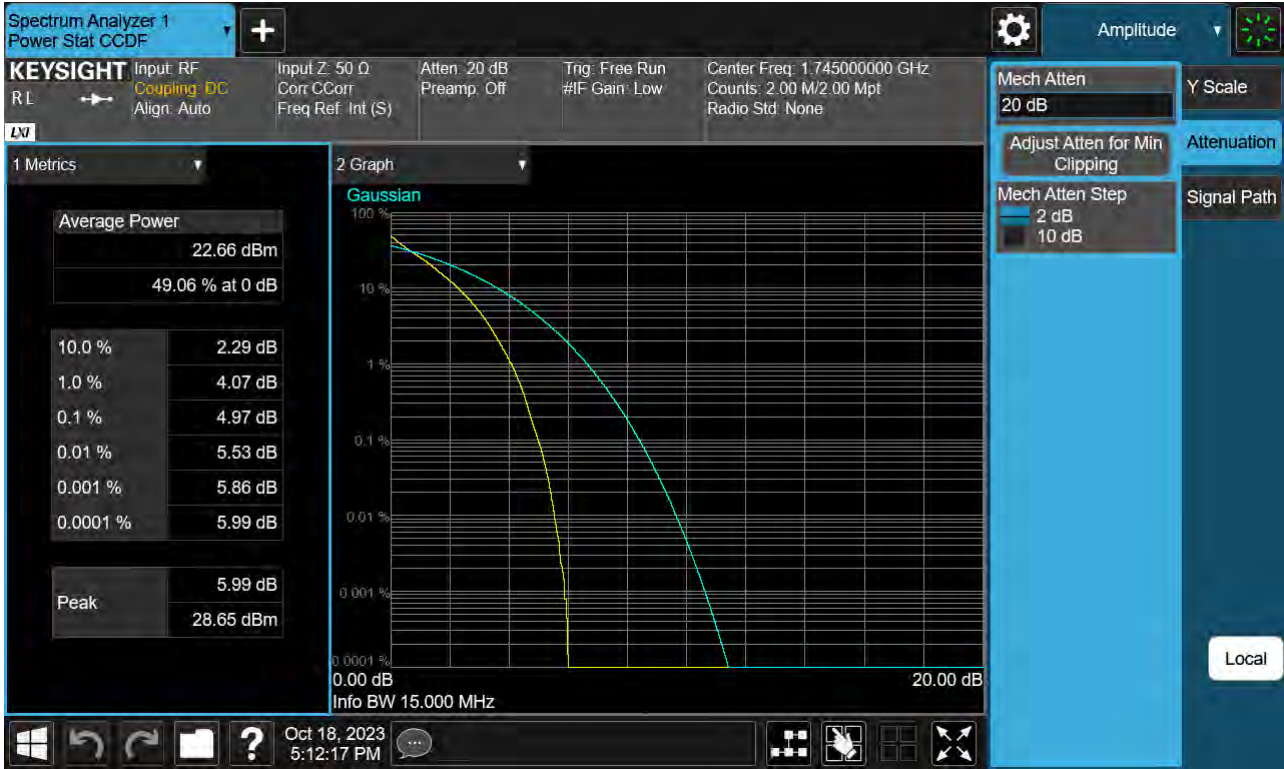 Spectrum Analyzer 1
Power Stat CCDF
+
Amplitude
KEYSIGHT
R L
LXI
Input: RF
Coupling: DC
Align: Auto
Input Z: 50 Ω
Corr CCorr
Freq Ref: Int (S)
Atten: 20 dB
Preamp: Off
Trig: Free Run
#IF Gain: Low
Center Freq: 1.745000000 GHz
Counts: 2.00 M/2.00 Mpt
Radio Std: None
1 Metrics
Average Power
22.66 dBm
49.06 % at 0 dB
10.0 % 2.29 dB
1.0 % 4.07 dB
0.1 % 4.97 dB
0.01 % 5.53 dB
0.001 % 5.86 dB
0.0001 % 5.99 dB
Peak
5.99 dB
28.65 dBm
2 Graph
Gaussian
100 %
10 %
1 %
0.1 %
0.01 %
0.001 %
0.0001 %
0.00 dB 20.00 dB
Info BW 15.000 MHz
Mech Atten
20 dB
Adjust Atten for Min
Clipping
Mech Atten Step
2 dB
10 dB
Y Scale
Attenuation
Signal Path
Local
?
Oct 18, 2023
5:12:17 PM